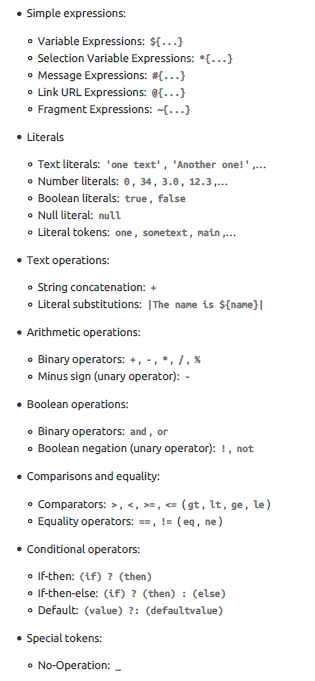 • Simple expressions:
◦ Variable Expressions: ${...}
◦ Selection Variable Expressions: *{...}
◦ Message Expressions: #{...}
◦ Link URL Expressions: @{...}
◦ Fragment Expressions: ~{...}
• Literals
◦ Text literals: 'one text', 'Another one!',...
◦ Number literals: 0, 34, 3.0, 12.3,...
◦ Boolean literals: true, false
◦ Null literal: null
◦ Literal tokens: one, sometext, main,...
• Text operations:
◦ String concatenation: +
◦ Literal substitutions: |The name is ${name}|
• Arithmetic operations:
◦ Binary operators: +, -, *, /, %
◦ Minus sign (unary operator): -
• Boolean operations:
◦ Binary operators: and, or
◦ Boolean negation (unary operator): !, not
• Comparisons and equality:
◦ Comparators: >, <, >=, <= (gt, lt, ge, le)
◦ Equality operators: ==, != (eq, ne)
• Conditional operators:
◦ If-then: (if) ? (then)
◦ If-then-else: (if) ? (then) : (else)
◦ Default: (value) ?: (defaultvalue)
• Special tokens:
◦ No-Operation: _